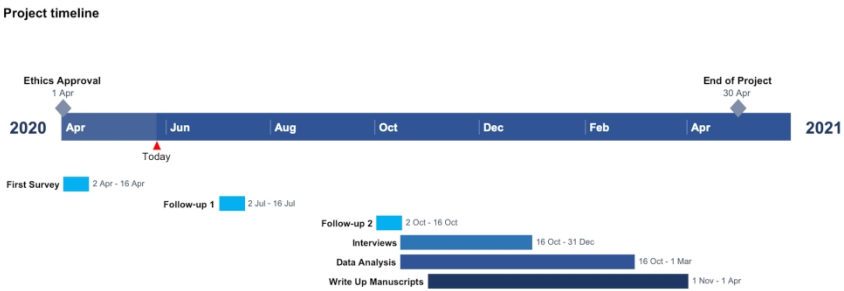 Project timeline
Ethics Approval
1 Apr
End of Project
30 Apr
2020 Apr Jun Aug Oct Dec Feb Apr 2021
Today
First Survey 2 Apr - 16 Apr
Follow-up 1 2 Jul - 16 Jul
Follow-up 2 2 Oct - 16 Oct
Interviews 16 Oct - 31 Dec
Data Analysis 16 Oct - 1 Mar
Write Up Manuscripts 1 Nov - 1 Apr